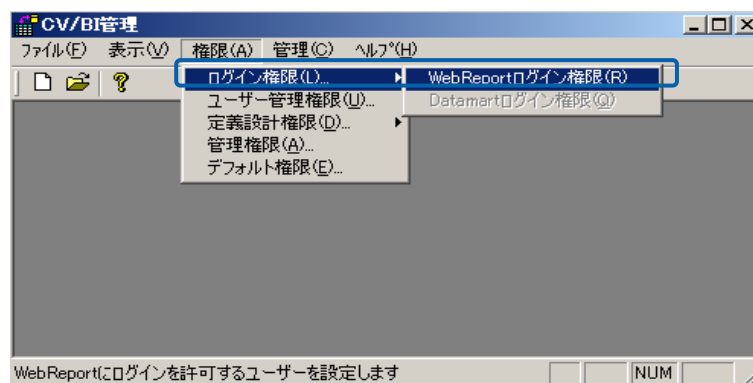 CV/BI管理
ファイル(F) 表示(V) 権限(A) 管理(C) ヘルプ(H)
ログイン権限(L)... WebReportログイン権限(R)
ユーザー管理権限(U)... Datamartログイン権限(Q)
定義設計権限(D)...
管理権限(A)...
デフォルト権限(E)...
WebReportにログインを許可するユーザーを設定します NUM